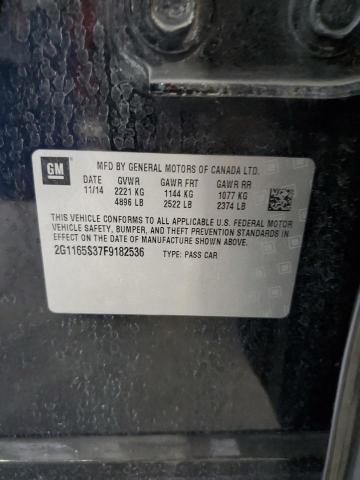 GM
MFD BY GENERAL MOTORS OF CANADA LTD.
DATE GVWR GAWR FRT GAWR RR
11/14 2221 KG 1144 KG 1077 KG
4896 LB 2522 LB 2374 LB
THIS VEHICLE CONFORMS TO ALL APPLICABLE U.S. FEDERAL MOTOR
VEHICLE SAFETY, BUMPER, AND THEFT PREVENTION STANDARDS IN
EFFECT ON THE DATE OF MANUFACTURE SHOWN ABOVE.
2G1165S37F9182536 TYPE: PASS CAR